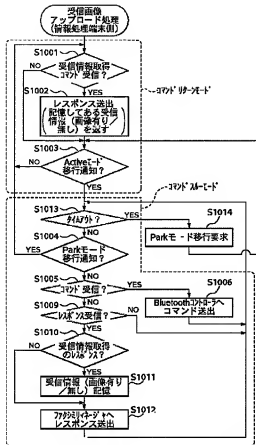 受信画像
アップロード処理
(情報処理端末側)
S1001
受信情報取得
コマンド受信?
NO
YES
S1002
レスポンス送出
(記憶してある受信
情報(画像有り/
無し)を返す)
コマンドリターンモード
S1003
Activeモード
移行通知?
NO
YES
コマンドスルーモード
S1013
タイムアウト?
YES
S1014
Parkモード移行要求
NO
S1004
Parkモード
移行通知?
YES
NO
S1005
コマンド受信?
YES
S1006
Bluetoothコントローラへ
コマンド送出
NO
S1009
レスポンス受信?
NO
YES
S1010
受信情報取得
のレスポンス?
NO
YES
S1011
受信情報(画像有り
/無し)記憶
S1012
ファクシミリマネージャへ
レスポンス送出